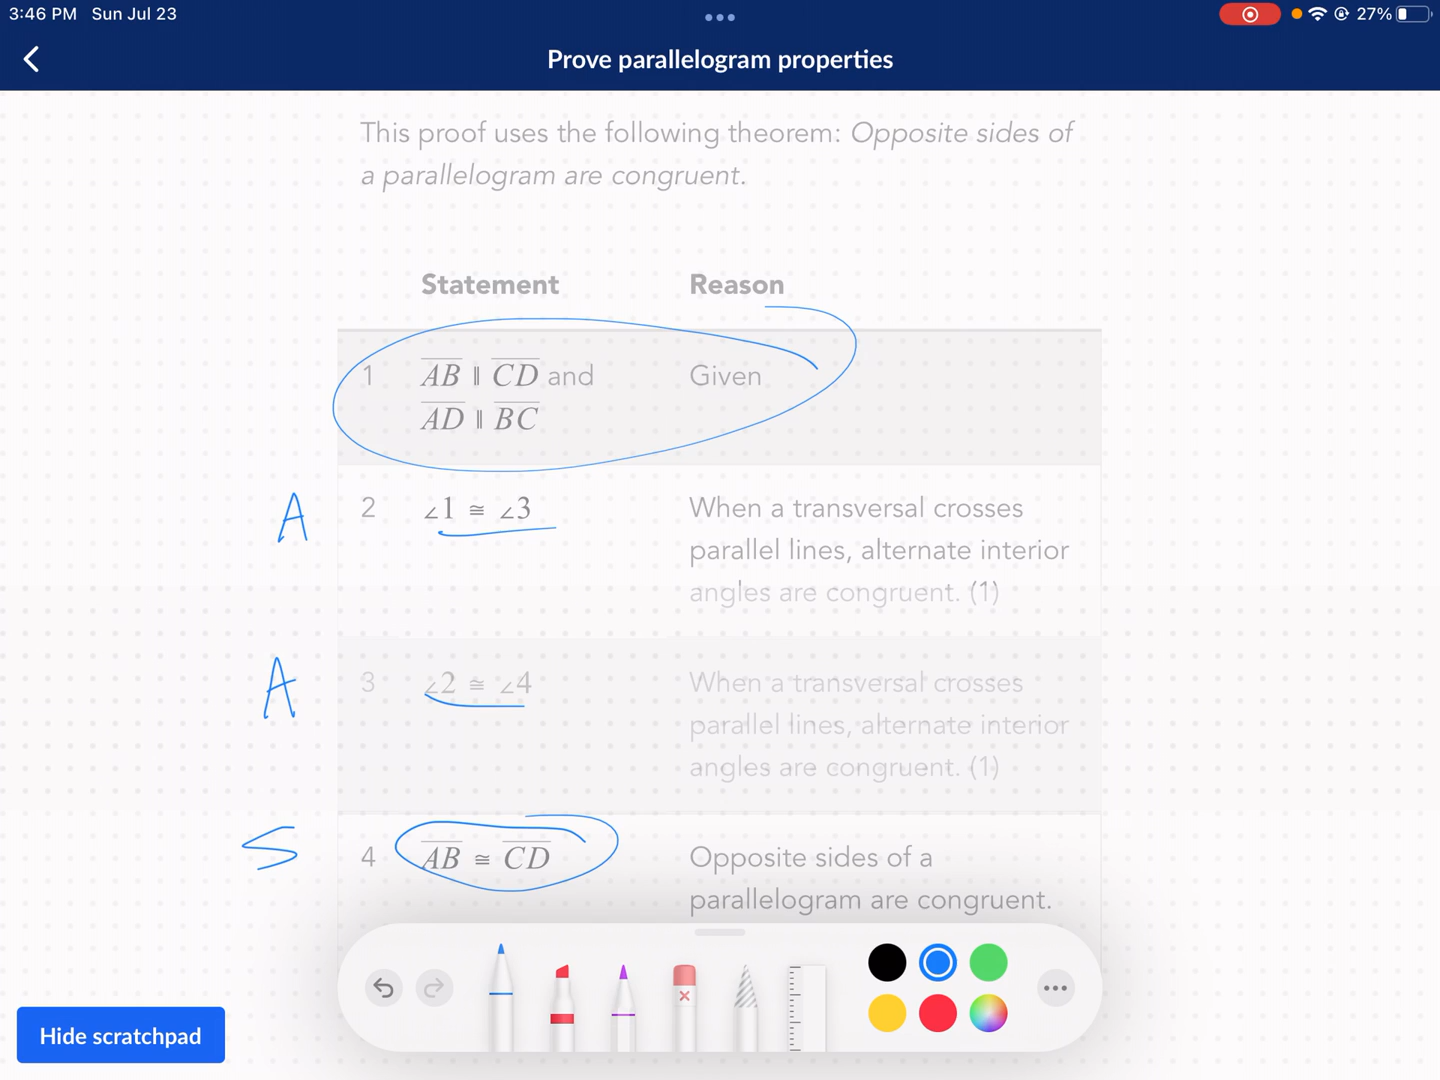 3:46 PM Sun Jul 23
27%
Prove parallelogram properties
This proof uses the following theorem: Opposite sides of
a parallelogram are congruent.
Statement Reason
1 AB ∥ CD and Given
AD ∥ BC
A 2 ∠1 ≅ ∠3 When a transversal crosses
parallel lines, alternate interior
angles are congruent. (1)
A 3 ∠2 ≅ ∠4 When a transversal crosses
parallel lines, alternate interior
angles are congruent. (1)
S 4 AB ≅ CD Opposite sides of a
parallelogram are congruent.
Hide scratchpad